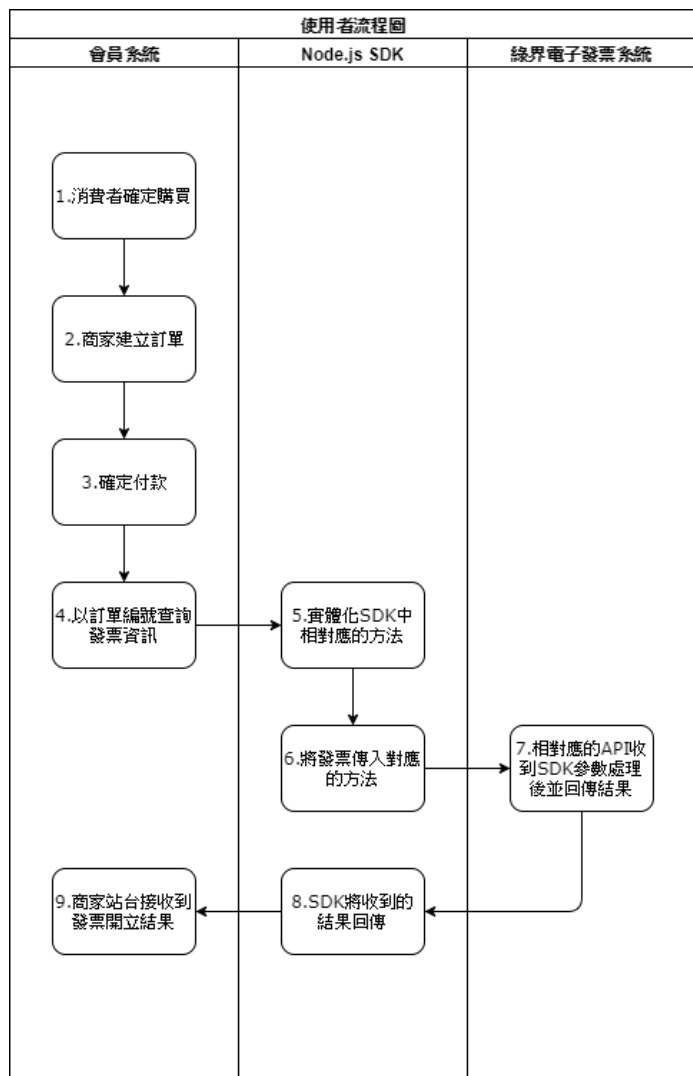 使用者流程圖
會員系統
Node.js SDK
綠界電子發票系統
1.消費者確定購買
2.商家建立訂單
3.確定付款
4.以訂單編號查詢
發票資訊
5.實體化SDK中
相對應的方法
6.將發票傳入對應
的方法
7.相對應的API收
到SDK參數處理
後並回傳結果
8.SDK將收到的
結果回傳
9.商家站台接收到
發票開立結果